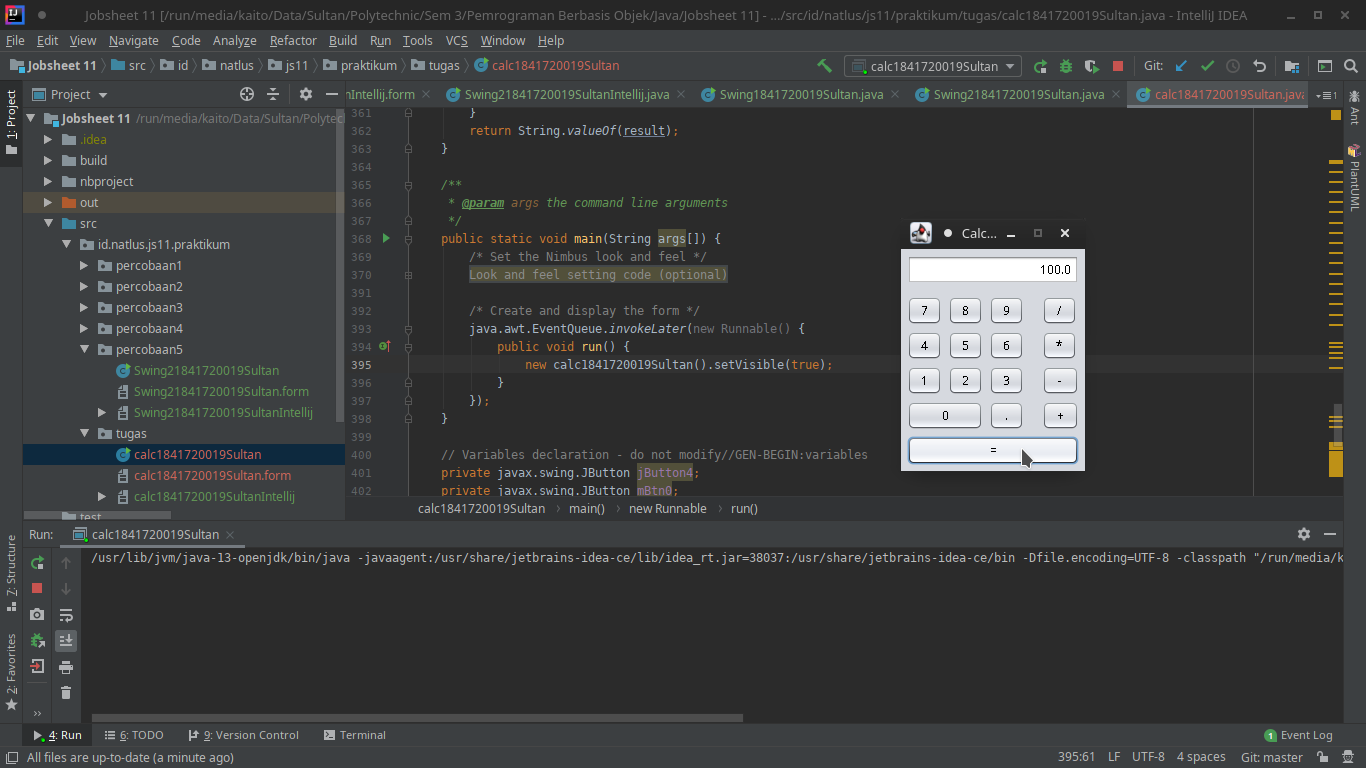 Jobsheet 11 [/run/media/kaito/Data/Sultan/Polytechnic/Sem 3/Pemrograman Berbasis Objek/Java/Jobsheet 11] - .../src/id/natlus/js11/praktikum/tugas/calc1841720019Sultan.java - IntelliJ IDEA
File Edit View Navigate Code Analyze Refactor Build Run Tools VCS Window Help
Jobsheet 11 src id natlus js11 praktikum tugas calc1841720019Sultan
calc1841720019Sultan Git:
1: Project
Project
nIntellij.form Swing21841720019SultanIntellij.java Swing1841720019Sultan.java Swing21841720019Sultan.java calc1841720019Sultan.java
1
Ant
PlantUML
Jobsheet 11 /run/media/kaito/Data/Sultan/Polytec
.idea
build
nbproject
out
src
id.natlus.js11.praktikum
percobaan1
percobaan2
percobaan3
percobaan4
percobaan5
Swing21841720019Sultan
Swing21841720019Sultan.form
Swing21841720019SultanIntellij
tugas
calc1841720019Sultan
calc1841720019Sultan.form
calc1841720019SultanIntellij
test
361 }
362 return String.valueOf(result);
363 }
364
365 /**
366 * @param args the command line arguments
367 */
368 public static void main(String args[]) {
369 /* Set the Nimbus look and feel */
370 Look and feel setting code (optional)
391
392 /* Create and display the form */
393 java.awt.EventQueue.invokeLater(new Runnable() {
394 public void run() {
395 new calc1841720019Sultan().setVisible(true);
396 }
397 });
398 }
399
400 // Variables declaration - do not modify//GEN-BEGIN:variables
401 private javax.swing.JButton jButton4;
402 private javax.swing.JButton mBtn0;
calc1841720019Sultan main() new Runnable run()
Calc...
100.0
7 8 9 /
4 5 6 *
1 2 3 -
0 . +
=
Run: calc1841720019Sultan
/usr/lib/jvm/java-13-openjdk/bin/java -javaagent:/usr/share/jetbrains-idea-ce/lib/idea_rt.jar=38037:/usr/share/jetbrains-idea-ce/bin -Dfile.encoding=UTF-8 -classpath "/run/media/k
7: Structure
2: Favorites
4: Run 6: TODO 9: Version Control Terminal 1 Event Log
All files are up-to-date (a minute ago) 395:61 LF UTF-8 4 spaces Git: master